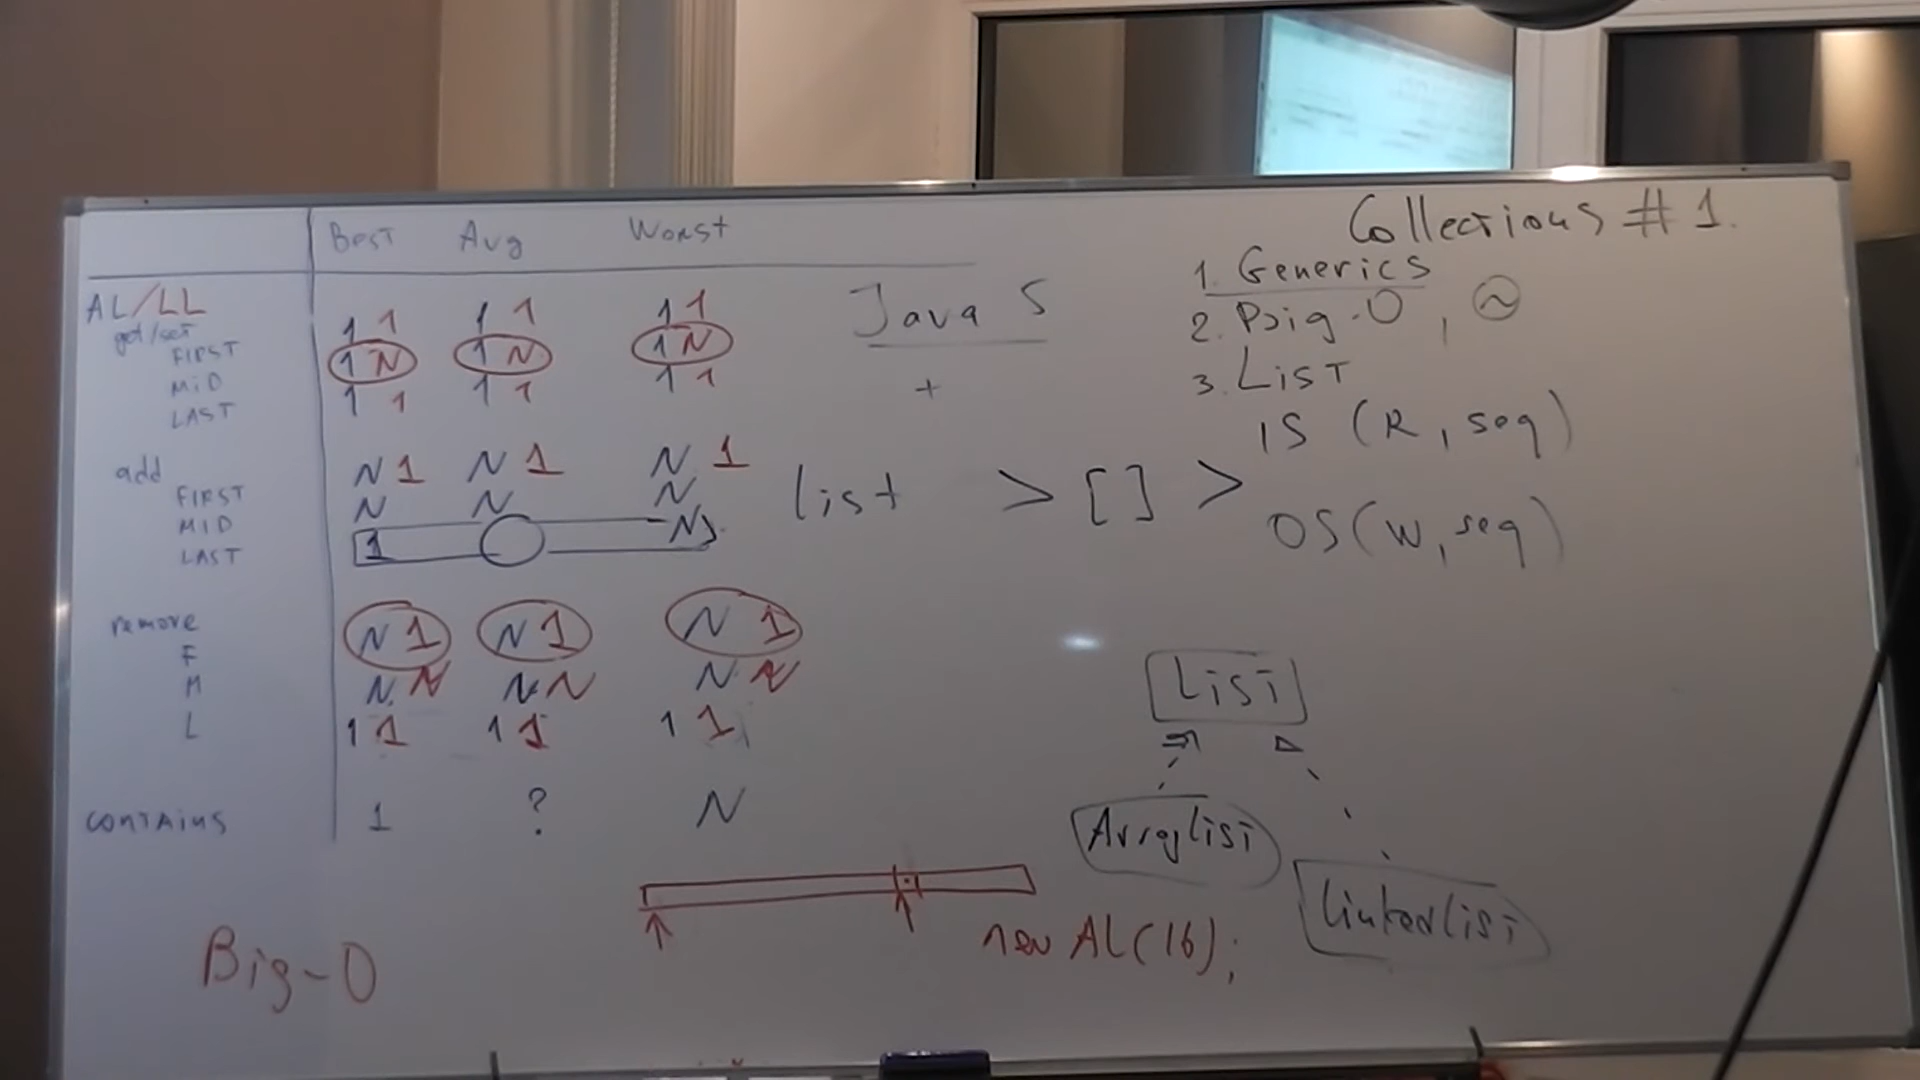 Best Avg Worst
AL/LL
get/set
1 1 1 1 1 1
FIRST
1 N 1 N 1 N
MID
1 1 1 1 1 1
LAST
add
N 1 N 1 N 1
FIRST
N N N
MID
1 N
LAST
remove
N 1 N 1 N 1
F
N N N N N N
M
1 1 1 1 1 1
L
contains 1 ? N
Big-O
Java 5
+
list > [] >
Collections #1.
1. Generics
2. Big-O, ~
3. List
IS (R, seq)
OS (W, seq)
List
ArrayList
LinkedList
new AL(16);